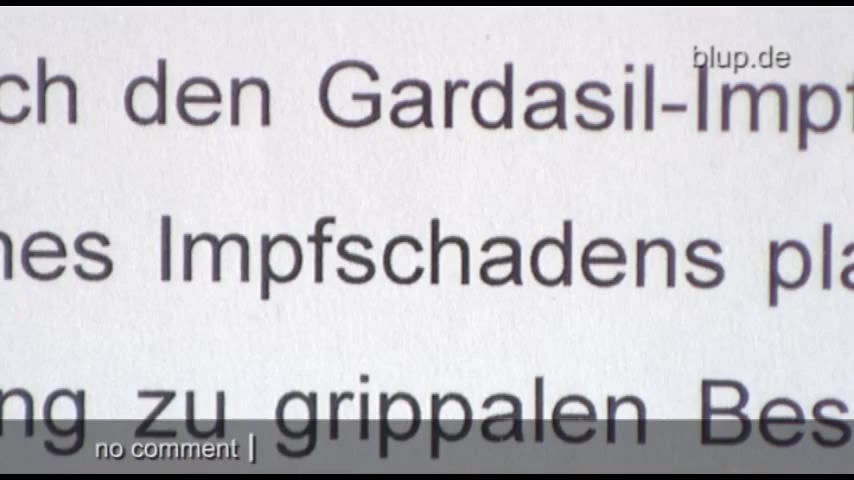 blup.de
ch den Gardasil-Impf
nes Impfschadens pla
ng zu grippalen Bes
no comment |